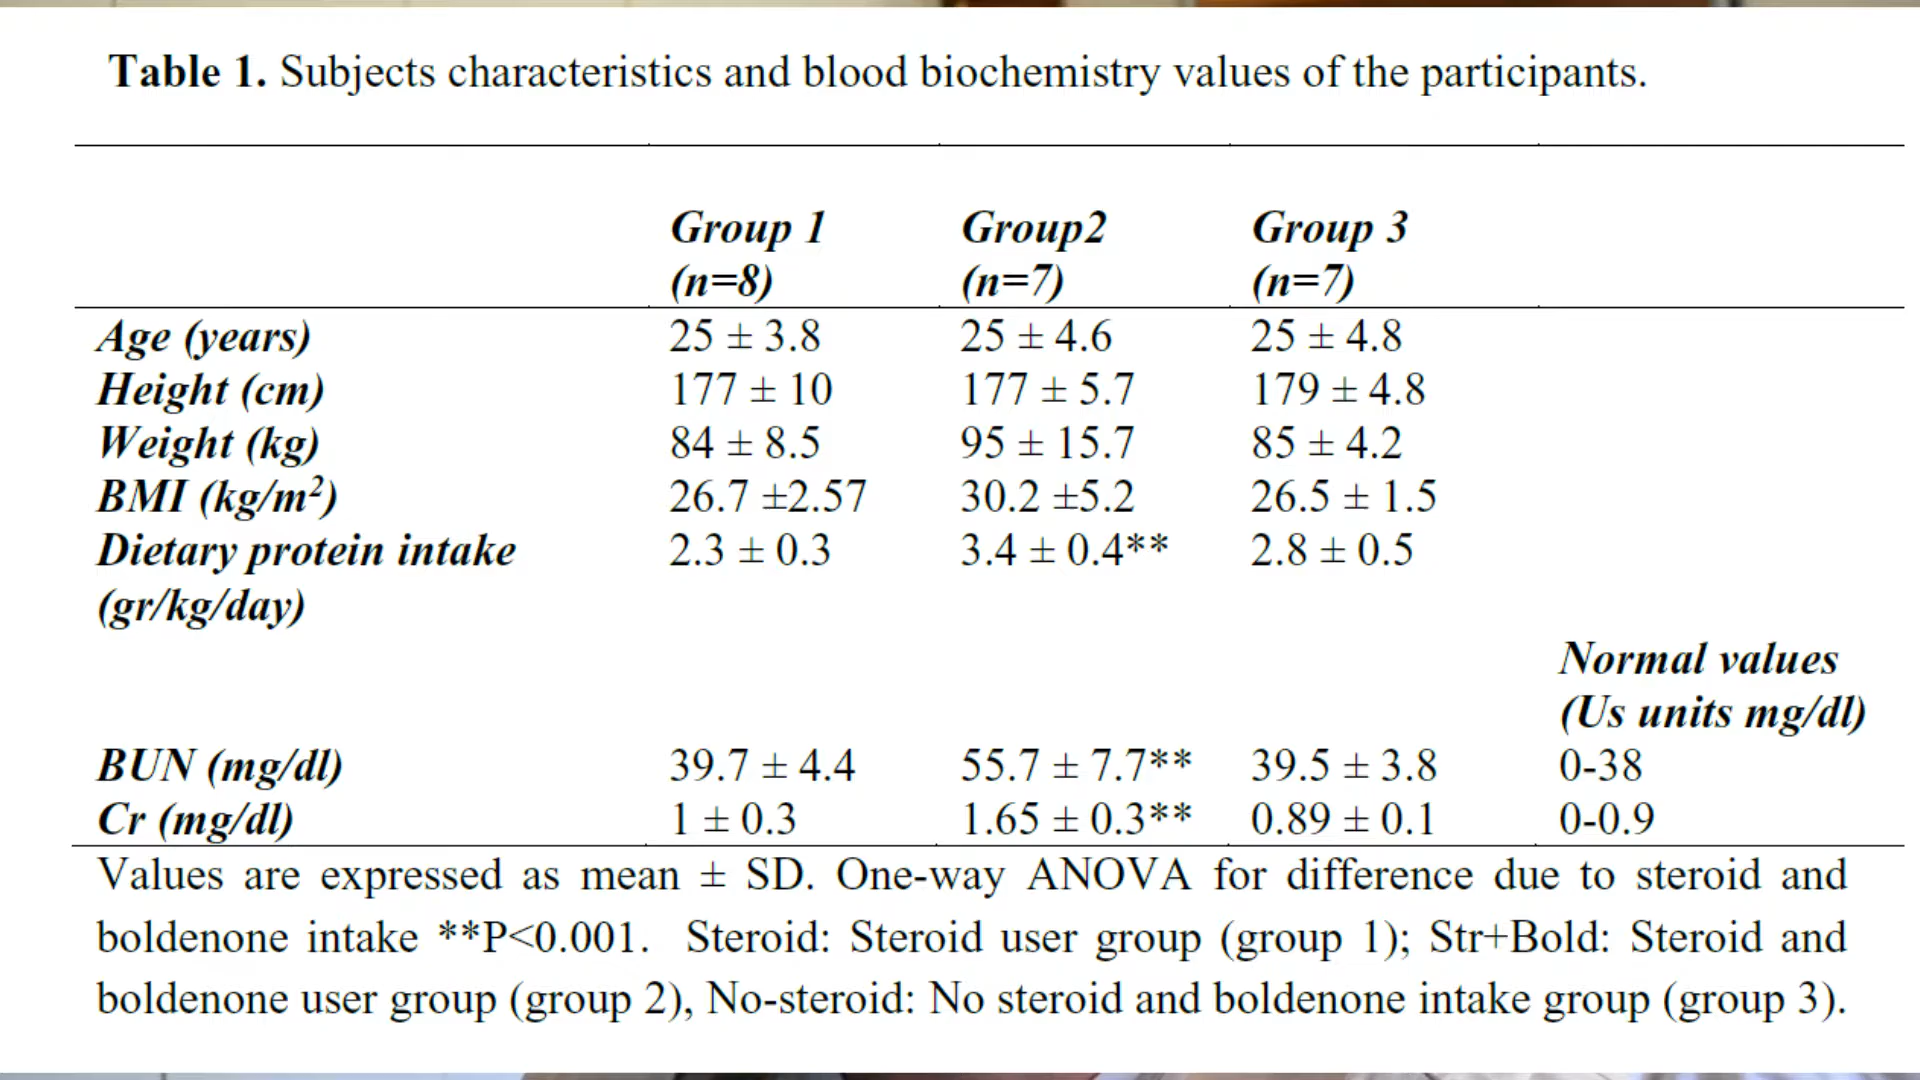 Table 1. Subjects characteristics and blood biochemistry values of the participants.
Group 1 Group2 Group 3
(n=8) (n=7) (n=7)
Age (years) 25 ± 3.8 25 ± 4.6 25 ± 4.8
Height (cm) 177 ± 10 177 ± 5.7 179 ± 4.8
Weight (kg) 84 ± 8.5 95 ± 15.7 85 ± 4.2
BMI (kg/m²) 26.7 ±2.57 30.2 ±5.2 26.5 ± 1.5
Dietary protein intake 2.3 ± 0.3 3.4 ± 0.4** 2.8 ± 0.5
(gr/kg/day)
Normal values
(Us units mg/dl)
BUN (mg/dl) 39.7 ± 4.4 55.7 ± 7.7** 39.5 ± 3.8 0-38
Cr (mg/dl) 1 ± 0.3 1.65 ± 0.3** 0.89 ± 0.1 0-0.9
Values are expressed as mean ± SD. One-way ANOVA for difference due to steroid and
boldenone intake **P<0.001. Steroid: Steroid user group (group 1); Str+Bold: Steroid and
boldenone user group (group 2), No-steroid: No steroid and boldenone intake group (group 3).